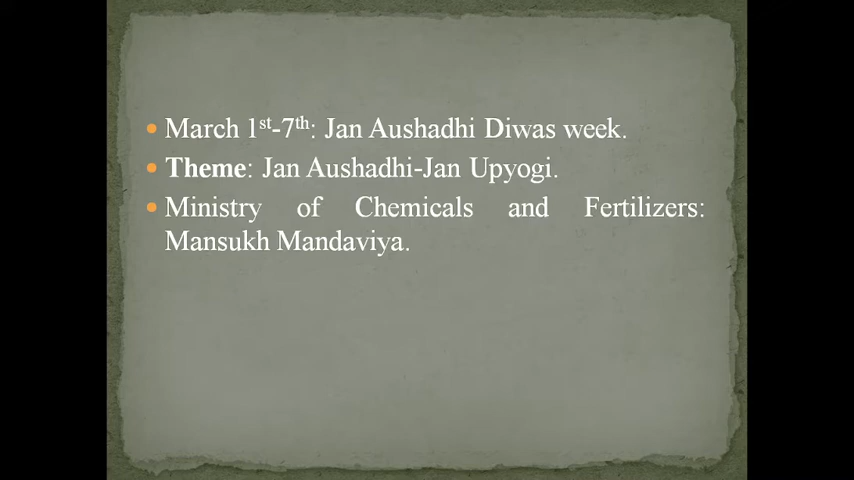 March 1st-7th: Jan Aushadhi Diwas week.
Theme: Jan Aushadhi-Jan Upyogi.
Ministry of Chemicals and Fertilizers:
Mansukh Mandaviya.